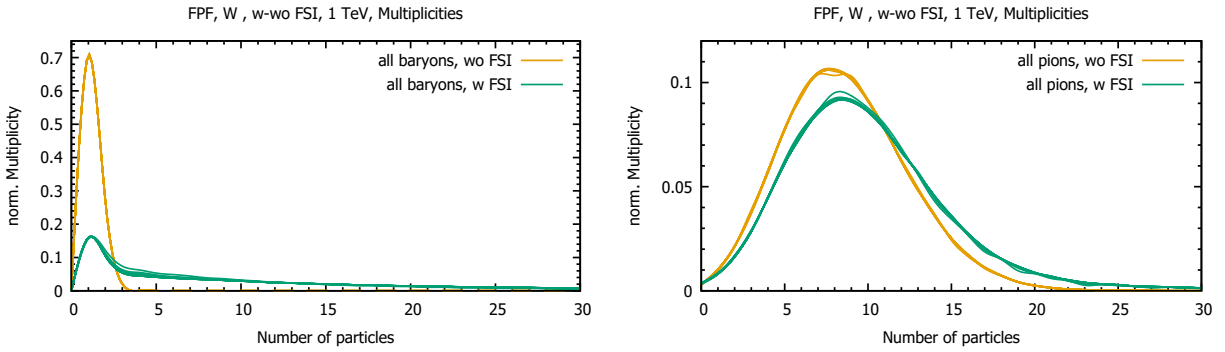 FPF, W , w-wo FSI, 1 TeV, Multiplicities
norm. Multiplicity
0.7
0.6
0.5
0.4
0.3
0.2
0.1
0
all baryons, wo FSI
all baryons, w FSI
0 5 10 15 20 25 30
Number of particles
FPF, W , w-wo FSI, 1 TeV, Multiplicities
norm. Multiplicity
0.1
0.05
0
all pions, wo FSI
all pions, w FSI
0 5 10 15 20 25 30
Number of particles